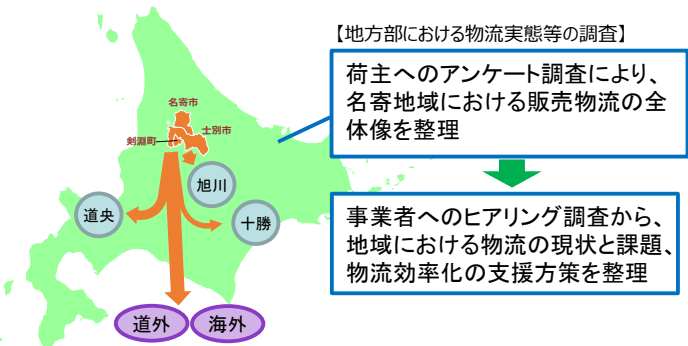 【地方部における物流実態等の調査】
荷主へのアンケート調査により、
名寄地域における販売物流の全
体像を整理
事業者へのヒアリング調査から、
地域における物流の現状と課題、
物流効率化の支援方策を整理
名寄市
士別市
剣淵町
旭川
道央
十勝
道外
海外